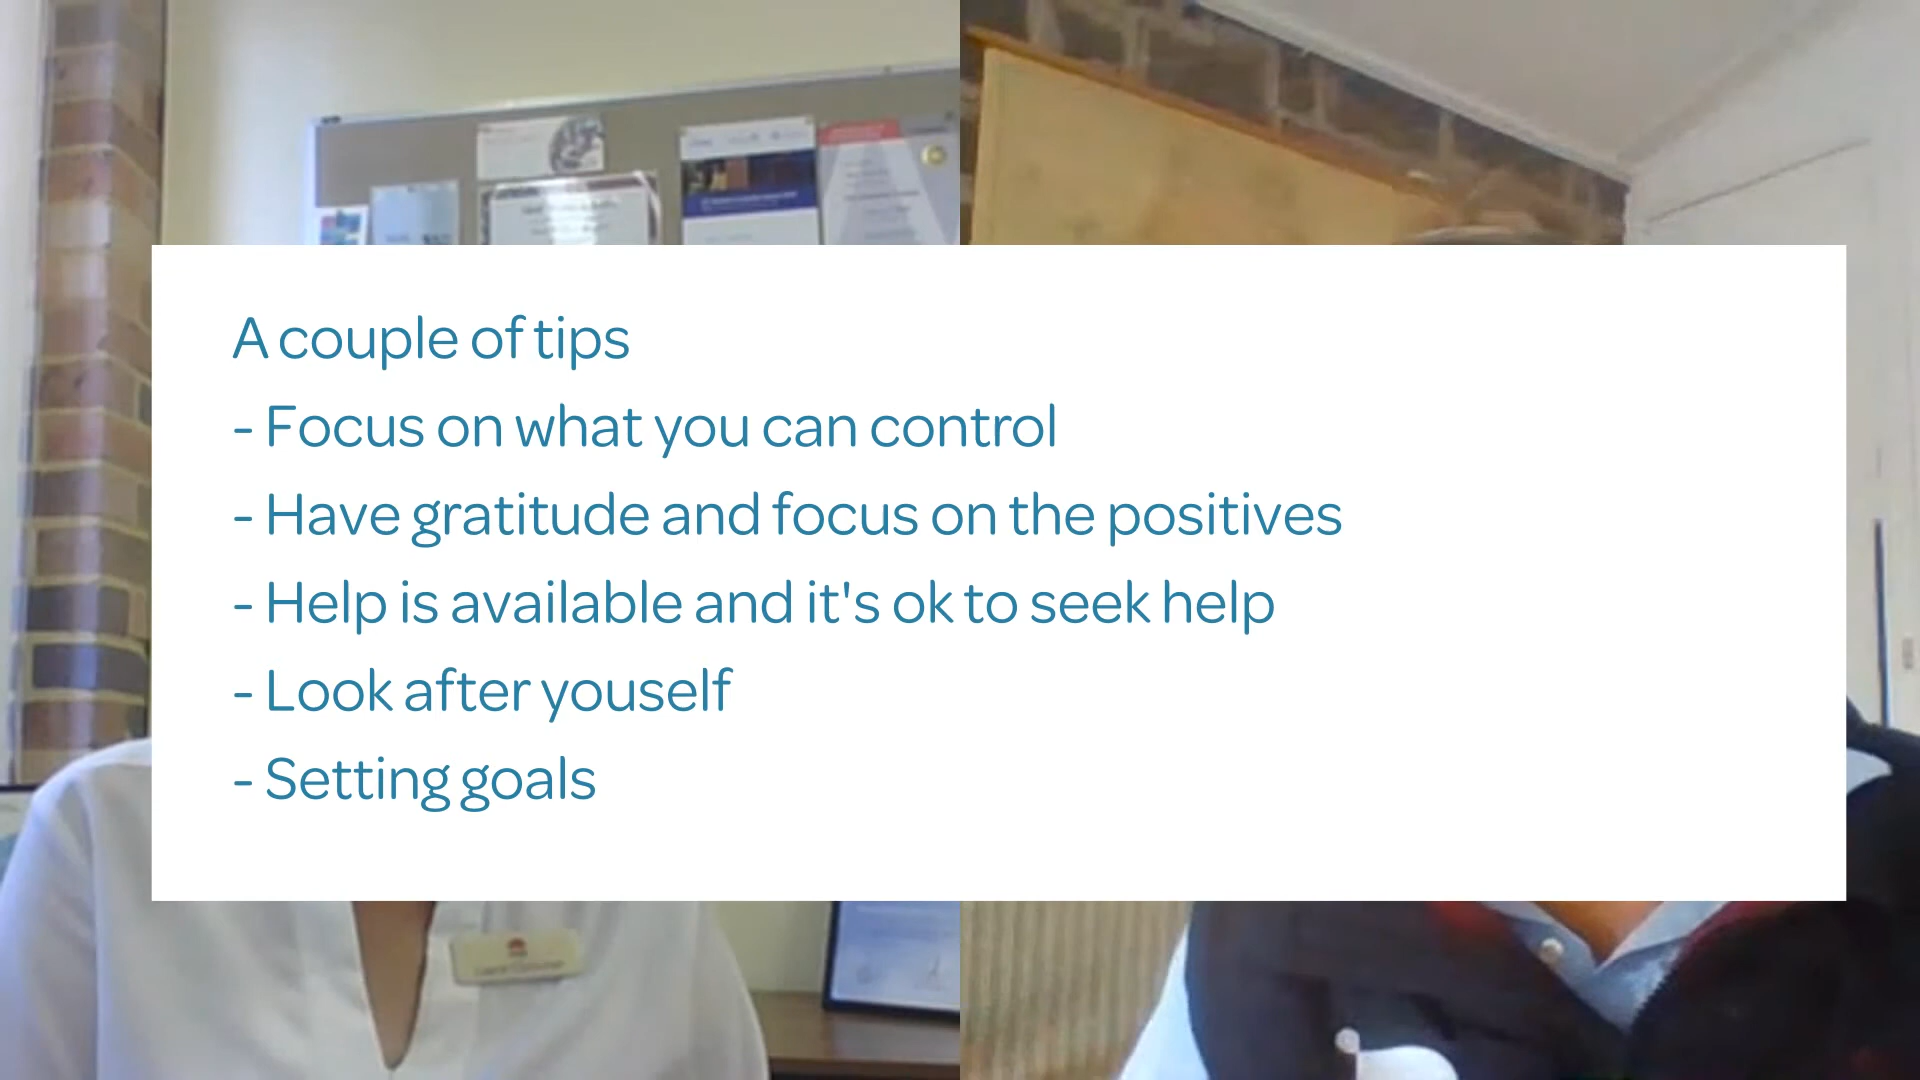 A couple of tips
- Focus on what you can control
- Have gratitude and focus on the positives
- Help is available and it's ok to seek help
- Look after youself
- Setting goals